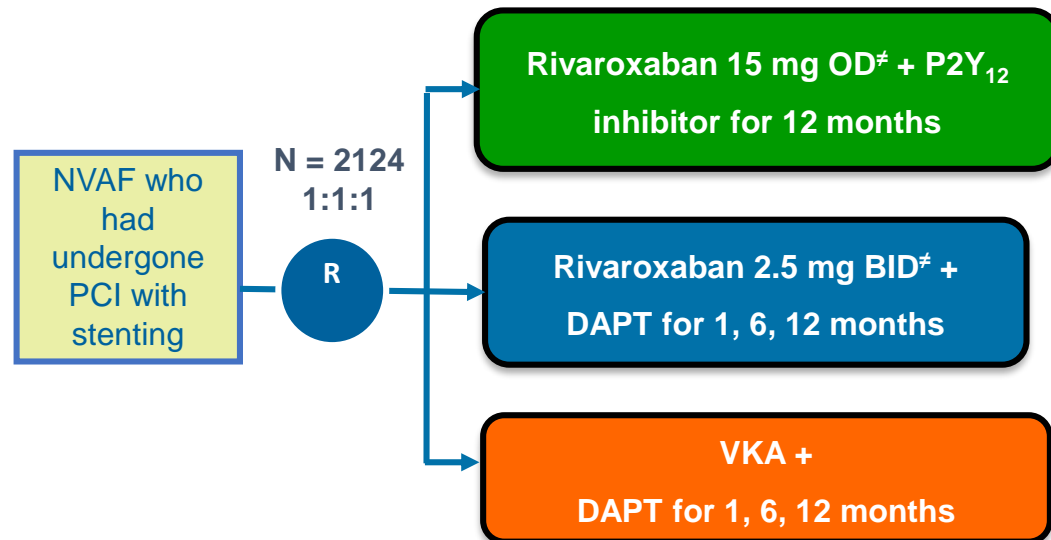 NVAF who
had
undergone
PCI with
stenting
N = 2124
1:1:1
R
Rivaroxaban 15 mg OD≠ + P2Y₁₂
inhibitor for 12 months
Rivaroxaban 2.5 mg BID≠ +
DAPT for 1, 6, 12 months
VKA +
DAPT for 1, 6, 12 months